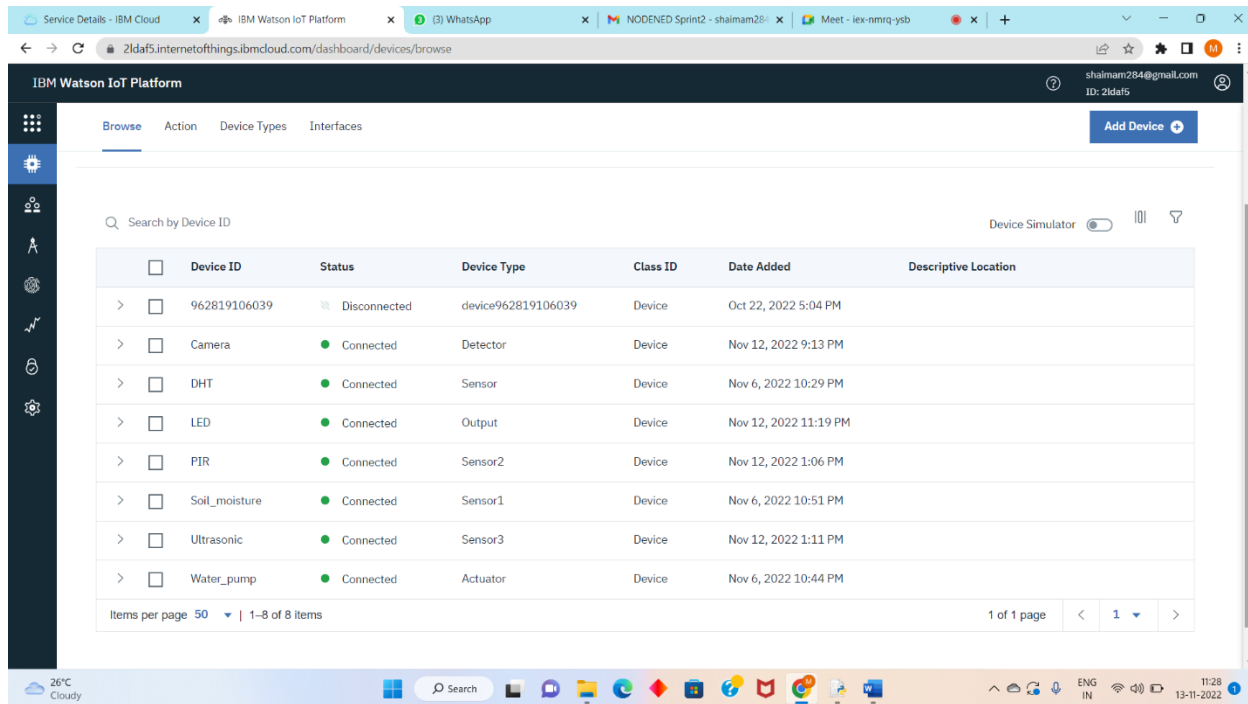 Service Details - IBM Cloud
IBM Watson IoT Platform
(3) WhatsApp
NODENED Sprint2 - shaimam284
Meet - iex-nmrq-ysb
2ldaf5.internetofthings.ibmcloud.com/dashboard/devices/browse
M
IBM Watson IoT Platform
shaimam284@gmail.com
ID: 2ldaf5
Browse Action Device Types Interfaces
Add Device
Search by Device ID
Device Simulator
Device ID Status Device Type Class ID Date Added Descriptive Location
962819106039 Disconnected device962819106039 Device Oct 22, 2022 5:04 PM
Camera Connected Detector Device Nov 12, 2022 9:13 PM
DHT Connected Sensor Device Nov 6, 2022 10:29 PM
LED Connected Output Device Nov 12, 2022 11:19 PM
PIR Connected Sensor2 Device Nov 12, 2022 1:06 PM
Soil_moisture Connected Sensor1 Device Nov 6, 2022 10:51 PM
Ultrasonic Connected Sensor3 Device Nov 12, 2022 1:11 PM
Water_pump Connected Actuator Device Nov 6, 2022 10:44 PM
Items per page 50 | 1–8 of 8 items
1 of 1 page 1
26°C
Cloudy
Search
ENG
IN
11:28
13-11-2022
1